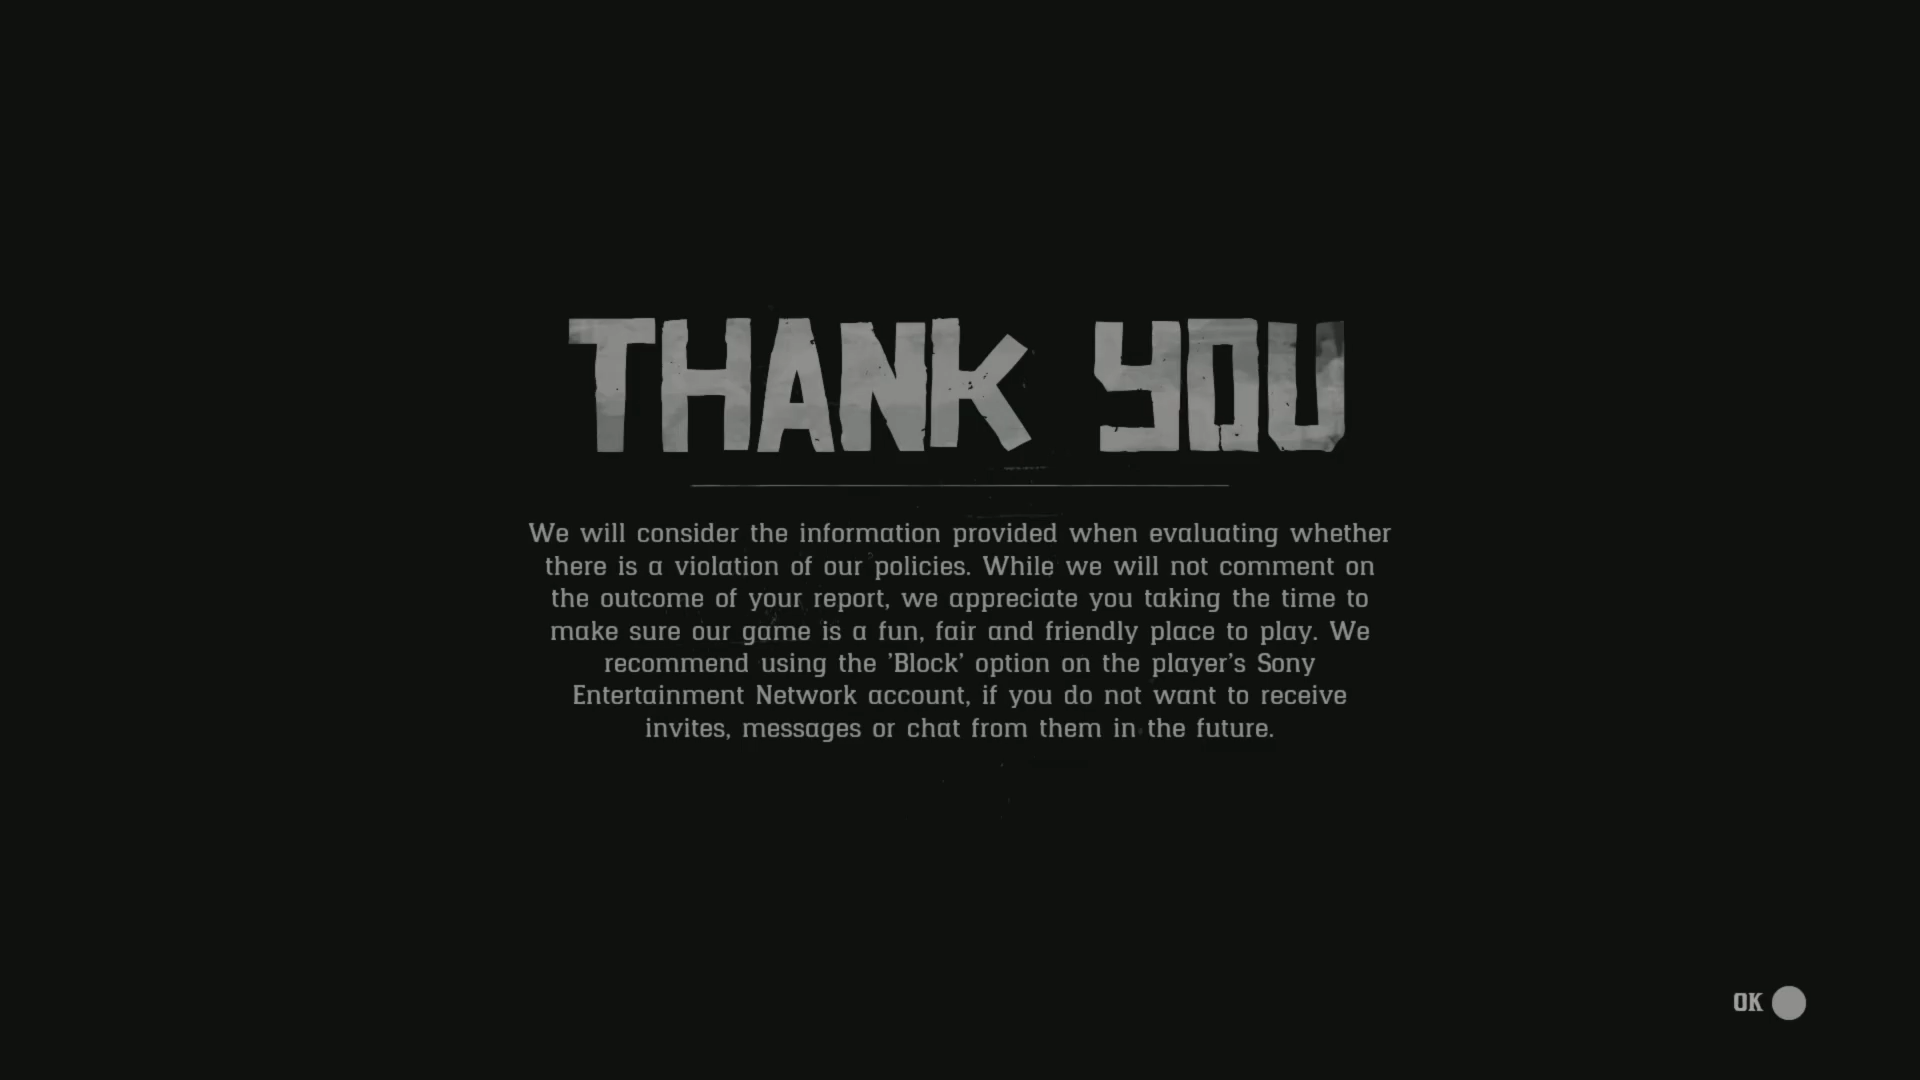 THANK YOU
We will consider the information provided when evaluating whether
there is a violation of our policies. While we will not comment on
the outcome of your report, we appreciate you taking the time to
make sure our game is a fun, fair and friendly place to play. We
recommend using the 'Block' option on the player's Sony
Entertainment Network account, if you do not want to receive
invites, messages or chat from them in the future.
OK